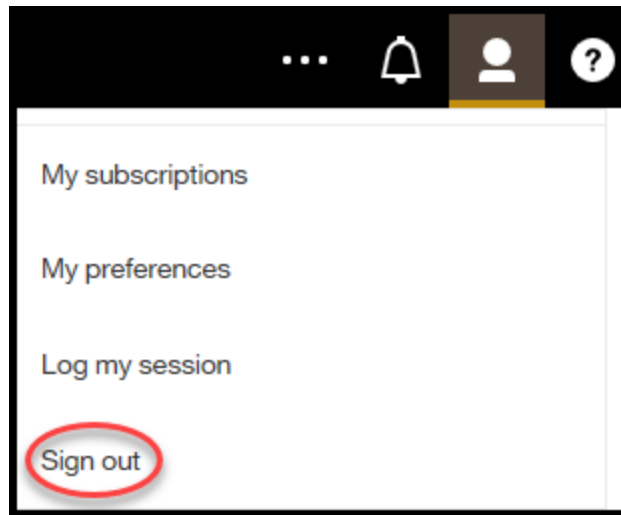 ?
My subscriptions
My preferences
Log my session
Sign out